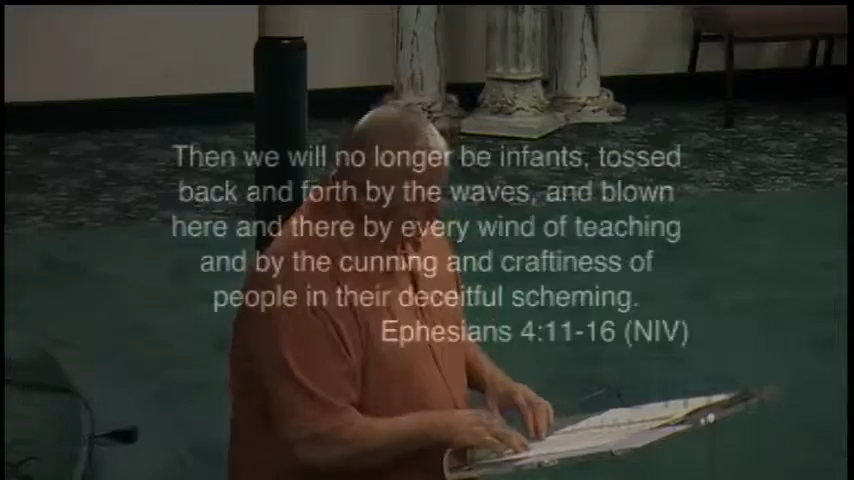 Then we will no longer be infants, tossed
back and forth by the waves, and blown
here and there by every wind of teaching
and by the cunning and craftiness of
people in their deceitful scheming.
Ephesians 4:11-16 (NIV)